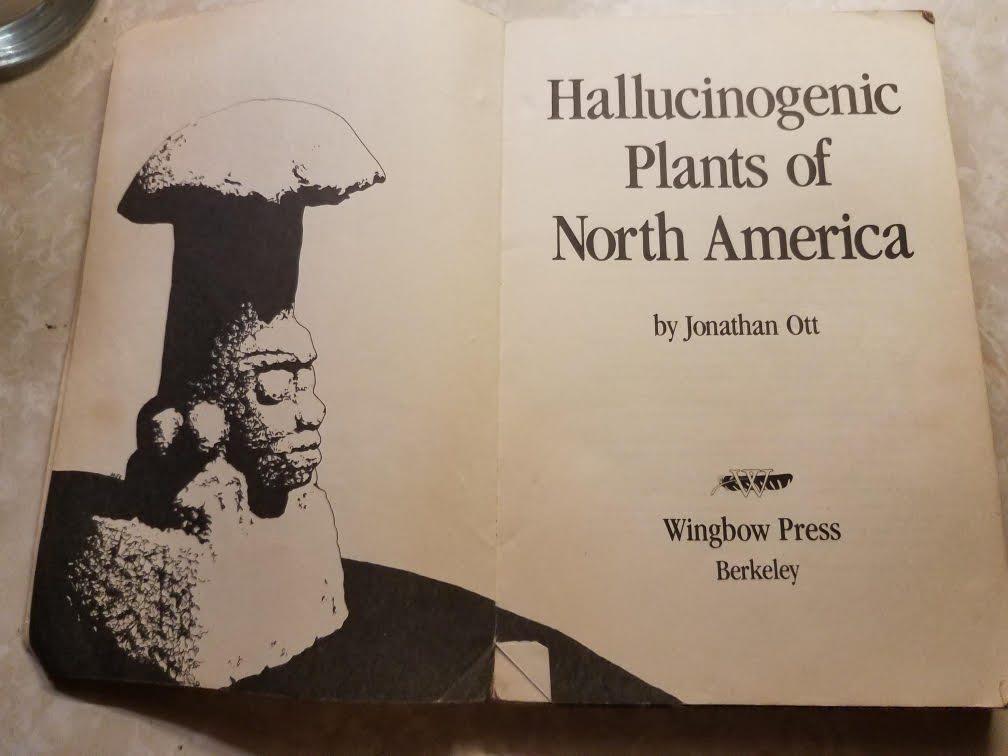 Hallucinogenic
Plants of
North America
by Jonathan Ott
W
Wingbow Press
Berkeley